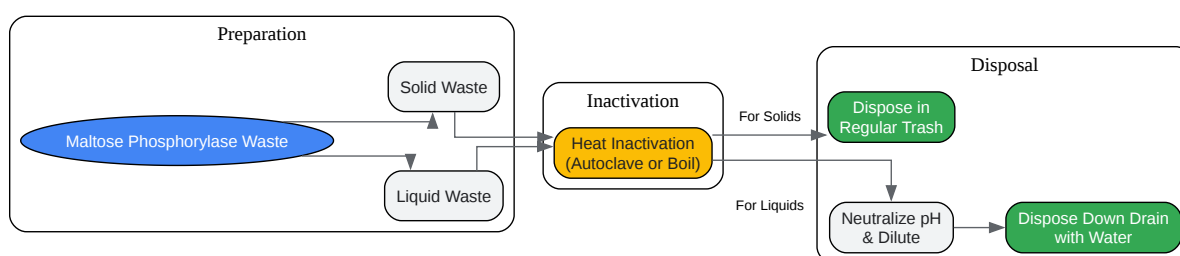 Preparation
Solid Waste
Maltose Phosphorylase Waste
Liquid Waste
Inactivation
Heat Inactivation
(Autoclave or Boil)
For Solids
For Liquids
Disposal
Dispose in
Regular Trash
Neutralize pH
& Dilute
Dispose Down Drain
with Water